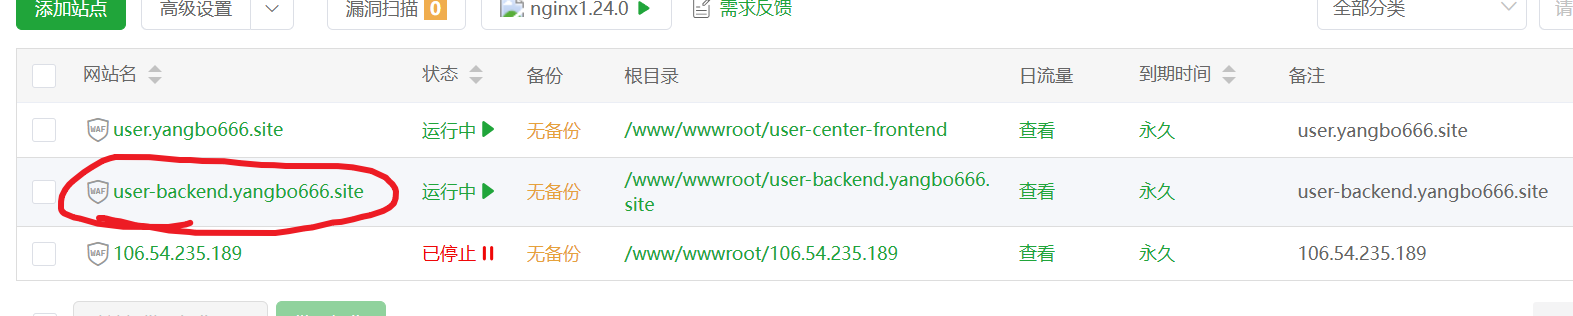 添加站点 高级设置 漏洞扫描 0 nginx1.24.0 需求反馈 全部分类 请
网站名 状态 备份 根目录 日流量 到期时间 备注
WAF user.yangbo666.site 运行中 无备份 /www/wwwroot/user-center-frontend 查看 永久 user.yangbo666.site
WAF user-backend.yangbo666.site 运行中 无备份 /www/wwwroot/user-backend.yangbo666. 查看 永久 user-backend.yangbo666.site
site
WAF 106.54.235.189 已停止 无备份 /www/wwwroot/106.54.235.189 查看 永久 106.54.235.189